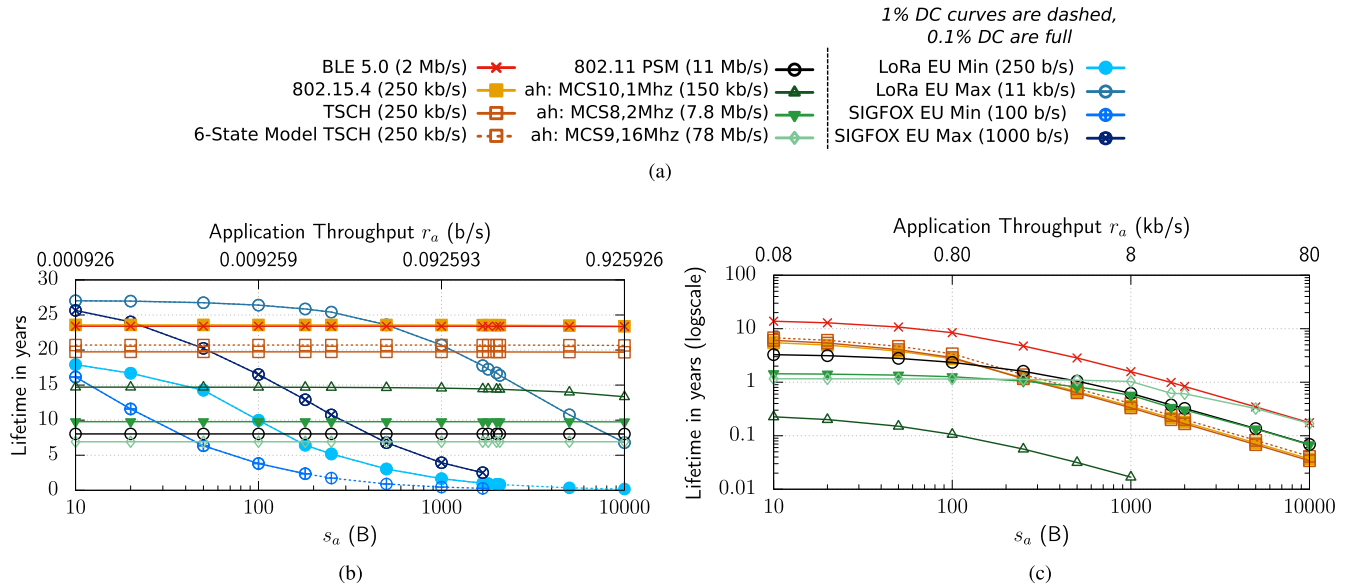 1% DC curves are dashed,
0.1% DC are full
BLE 5.0 (2 Mb/s) 802.11 PSM (11 Mb/s) LoRa EU Min (250 b/s)
802.15.4 (250 kb/s) ah: MCS10,1Mhz (150 kb/s) LoRa EU Max (11 kb/s)
TSCH (250 kb/s) ah: MCS8,2Mhz (7.8 Mb/s) SIGFOX EU Min (100 b/s)
6-State Model TSCH (250 kb/s) ah: MCS9,16Mhz (78 Mb/s) SIGFOX EU Max (1000 b/s)
(a)
Application Throughput rₐ (b/s)
0.000926 0.009259 0.092593 0.925926
30
25
20
15
10
5
0
Lifetime in years
10 100 1000 10000
sₐ (B)
(b)
Application Throughput rₐ (kb/s)
0.08 0.80 8 80
100
10
1
0.1
0.01
Lifetime in years (logscale)
10 100 1000 10000
sₐ (B)
(c)